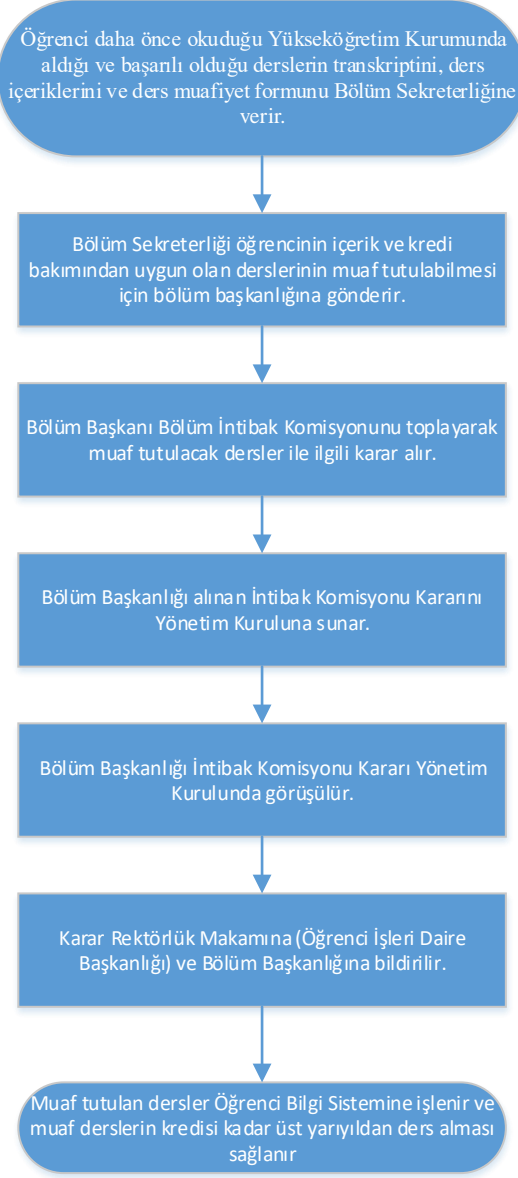 Öğrenci daha önce okuduğu Yükseköğretim Kurumunda
aldığı ve başarılı olduğu derslerin transkriptini, ders
içeriklerini ve ders muafiyet formunu Bölüm Sekreterliğine
verir.
Bölüm Sekreterliği öğrencinin içerik ve kredi
bakımından uygun olan derslerinin muaf tutulabilmesi
için bölüm başkanlığına gönderir.
Bölüm Başkanı Bölüm İntibak Komisyonunu toplayarak
muaf tutulacak dersler ile ilgili karar alır.
Bölüm Başkanlığı alınan İntibak Komisyonu Kararını
Yönetim Kuruluna sunar.
Bölüm Başkanlığı İntibak Komisyonu Kararı Yönetim
Kurulunda görüşülür.
Karar Rektörlük Makamına (Öğrenci İşleri Daire
Başkanlığı) ve Bölüm Başkanlığına bildirilir.
Muaf tutulan dersler Öğrenci Bilgi Sistemine işlenir ve
muaf derslerin kredisi kadar üst yarıyıldan ders alması
sağlanır